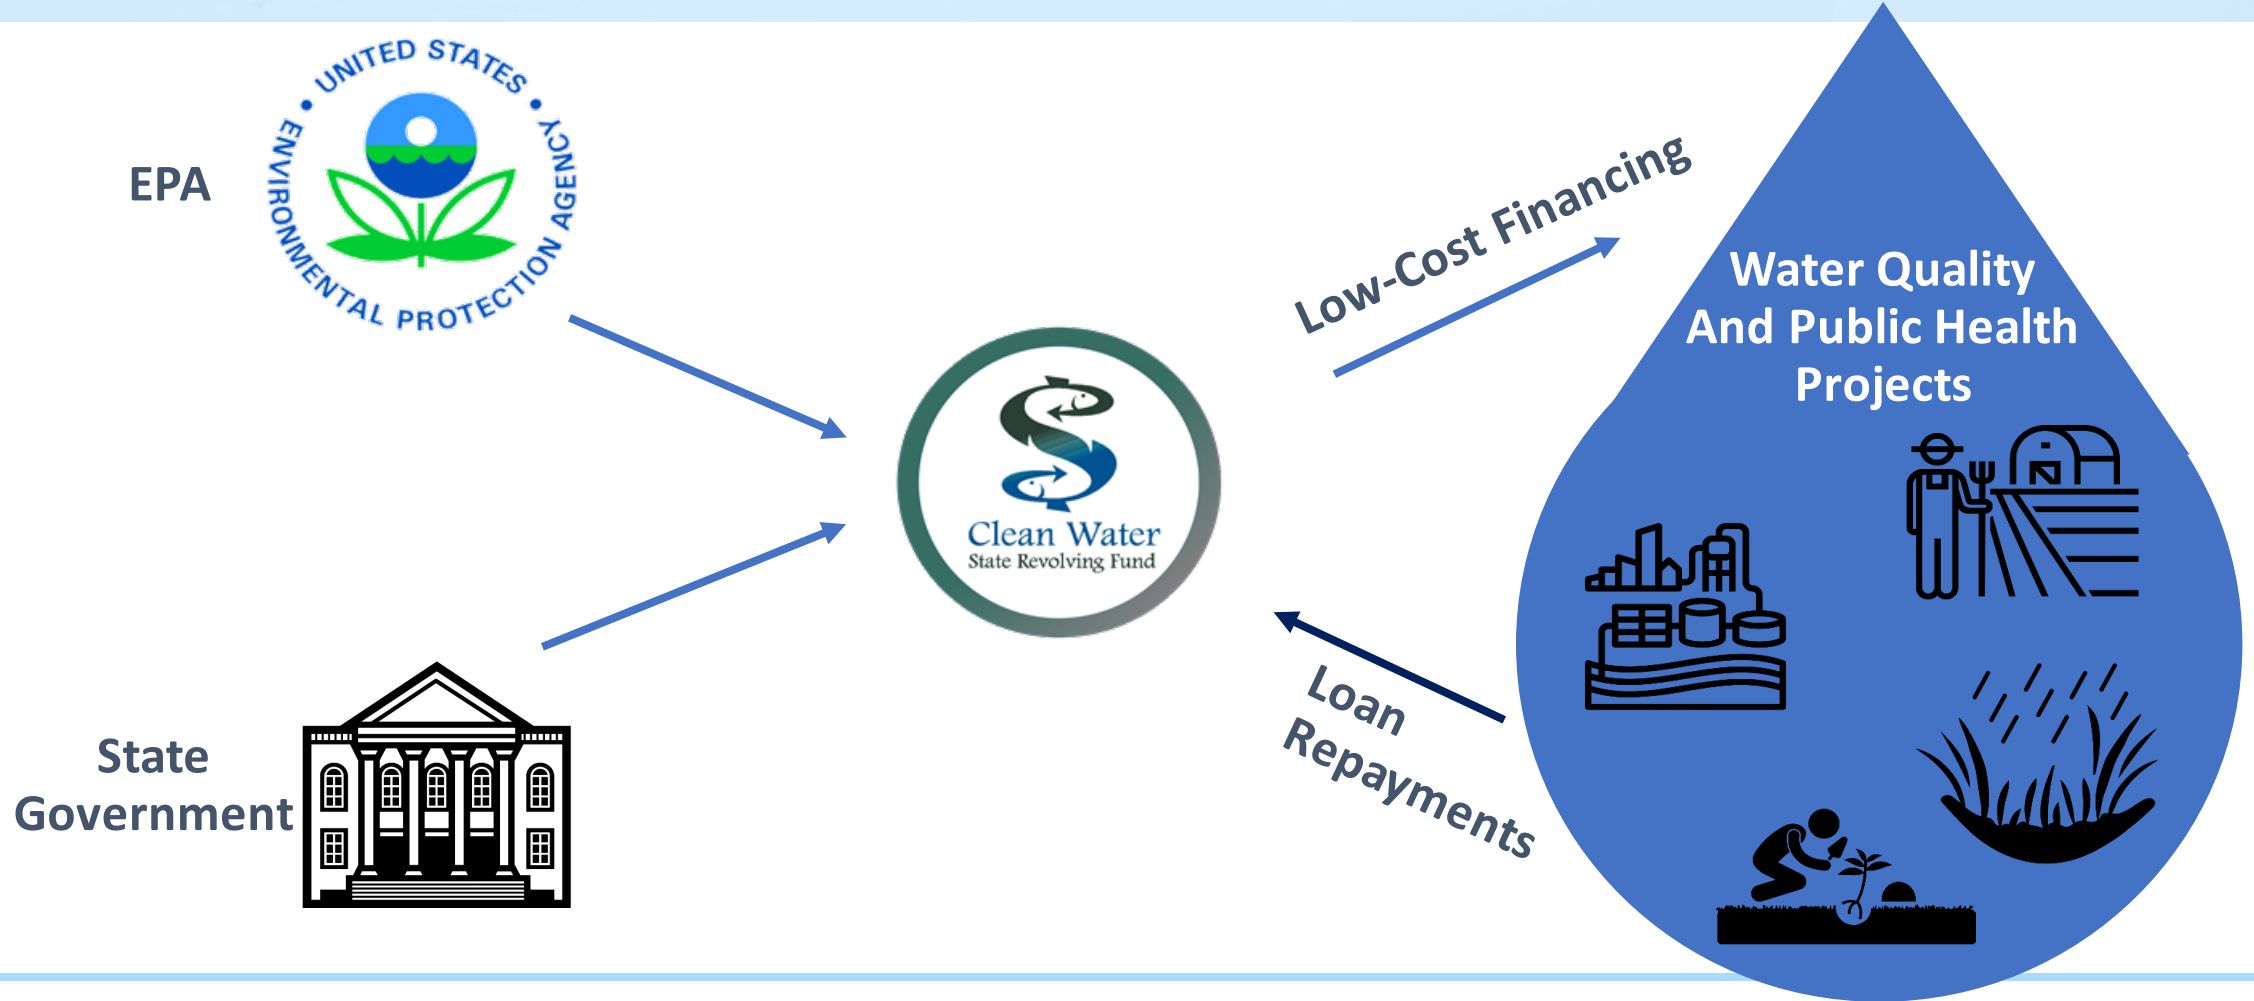 EPA
UNITED STATES
ENVIRONMENTAL PROTECTION AGENCY
State
Government
Clean Water
State Revolving Fund
Low-Cost Financing
Loan
Repayments
Water Quality
And Public Health
Projects